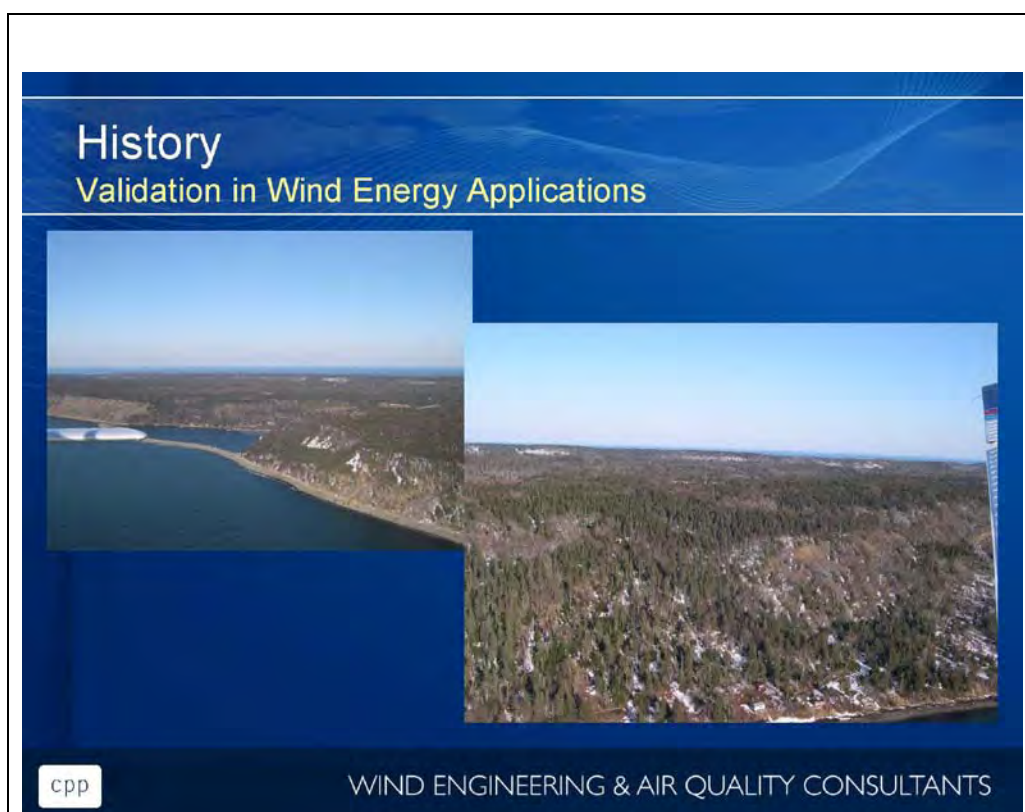 History
Validation in Wind Energy Applications
cpp
WIND ENGINEERING & AIR QUALITY CONSULTANTS